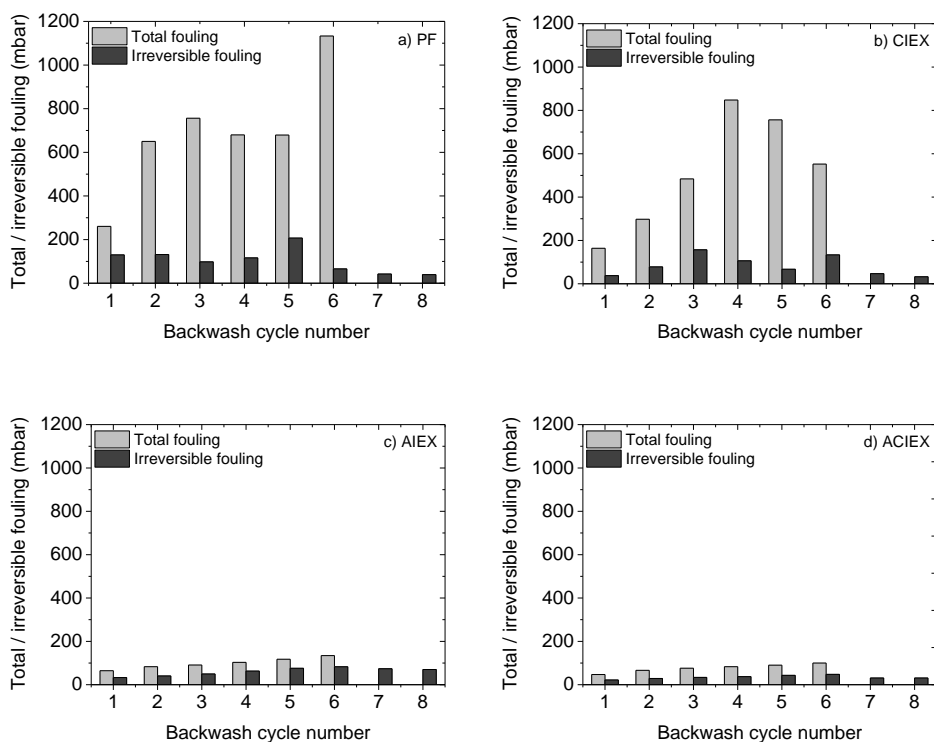 Total / irreversible fouling (mbar)
1200
1000
800
600
400
200
0
Total fouling
Irreversible fouling
a) PF
1 2 3 4 5 6 7 8
Backwash cycle number
Total / irreversible fouling (mbar)
1200
1000
800
600
400
200
0
Total fouling
Irreversible fouling
b) CIEX
1 2 3 4 5 6 7 8
Backwash cycle number
Total / irreversible fouling (mbar)
1200
1000
800
600
400
200
0
Total fouling
Irreversible fouling
c) AIEX
1 2 3 4 5 6 7 8
Backwash cycle number
Total / irreversible fouling (mbar)
1200
1000
800
600
400
200
0
Total fouling
Irreversible fouling
d) ACIEX
1 2 3 4 5 6 7 8
Backwash cycle number